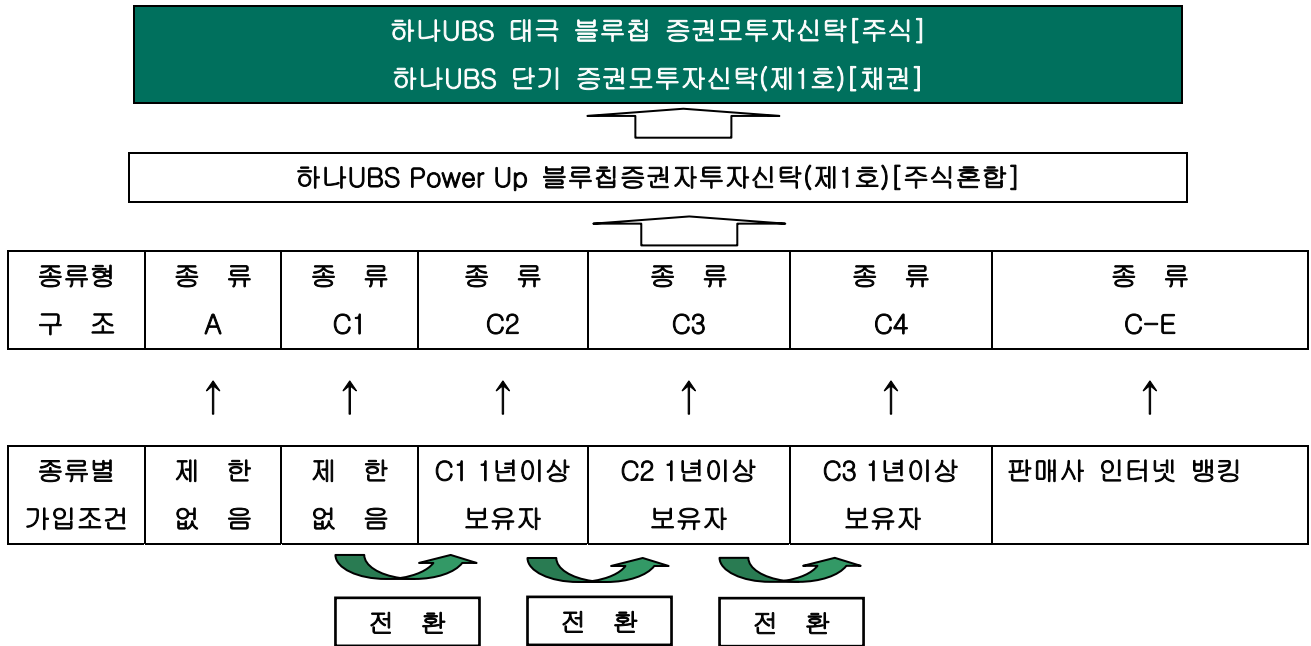 하나UBS 태극 블루칩 증권모투자신탁[주식]
하나UBS 단기 증권모투자신탁(제1호)[채권]
하나UBS Power Up 블루칩증권자투자신탁(제1호)[주식혼합]
종류형 종 류 종 류 종 류 종 류 종 류 종 류
구 조 A C1 C2 C3 C4 C-E
↑ ↑ ↑ ↑ ↑ ↑
종류별 제 한 제 한 C1 1년이상 C2 1년이상 C3 1년이상 판매사 인터넷 뱅킹
가입조건 없 음 없 음 보유자 보유자 보유자
전 환 전 환 전 환